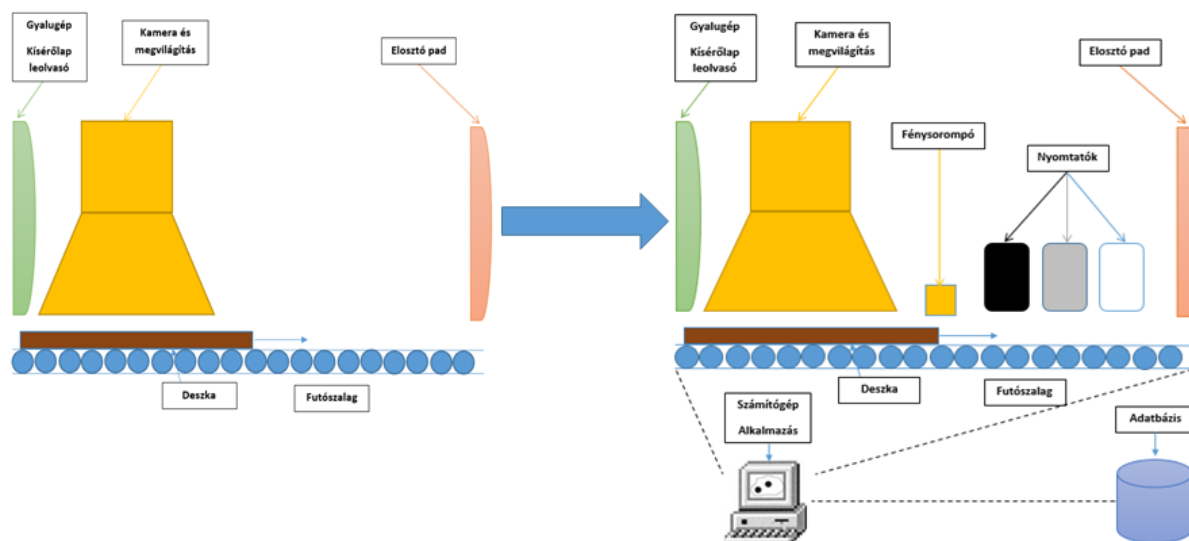 Gyalugép
Kísérőlap
leolvasó
Kamera és
megvilágítás
Elosztó pad
Deszka
Futószalag
Gyalugép
Kísérőlap
leolvasó
Kamera és
megvilágítás
Elosztó pad
Fénysorompó
Nyomtatók
Deszka
Futószalag
Számítógép
Alkalmazás
Adatbázis